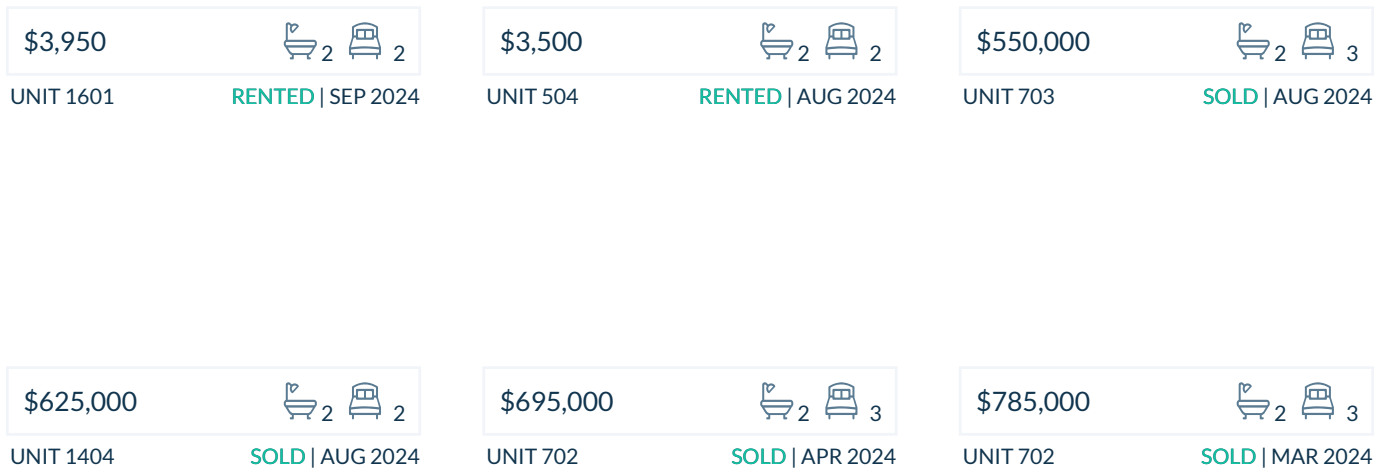 $3,950 2 2
UNIT 1601 RENTED | SEP 2024
$3,500 2 2
UNIT 504 RENTED | AUG 2024
$550,000 2 3
UNIT 703 SOLD | AUG 2024
$625,000 2 2
UNIT 1404 SOLD | AUG 2024
$695,000 2 3
UNIT 702 SOLD | APR 2024
$785,000 2 3
UNIT 702 SOLD | MAR 2024